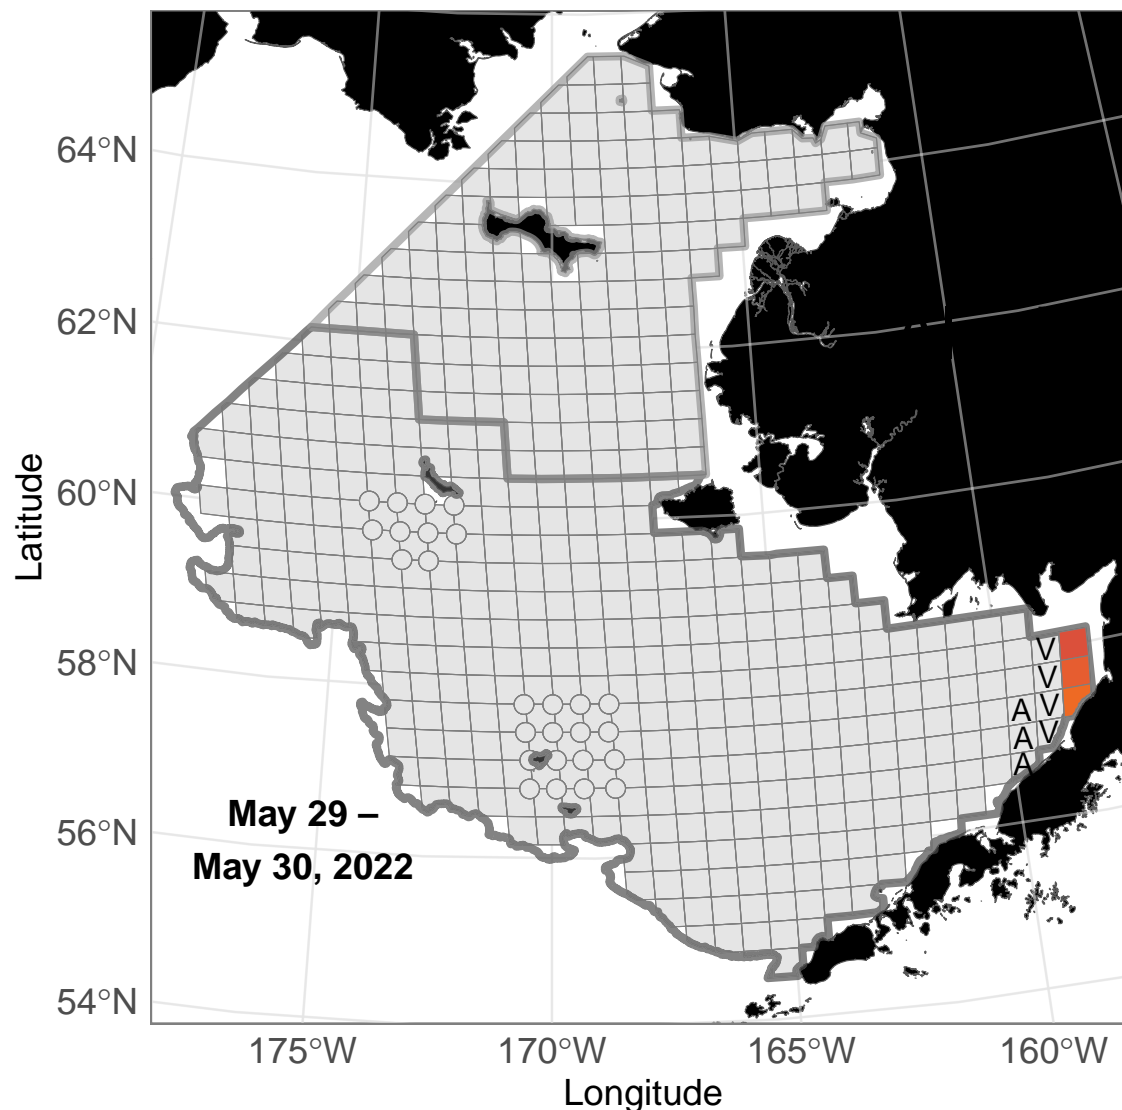 64°N
62°N
60°N
58°N
56°N
54°N
Latitude
V
V
A V
A V
A
May 29 –
May 30, 2022
175°W 170°W 165°W 160°W
Longitude